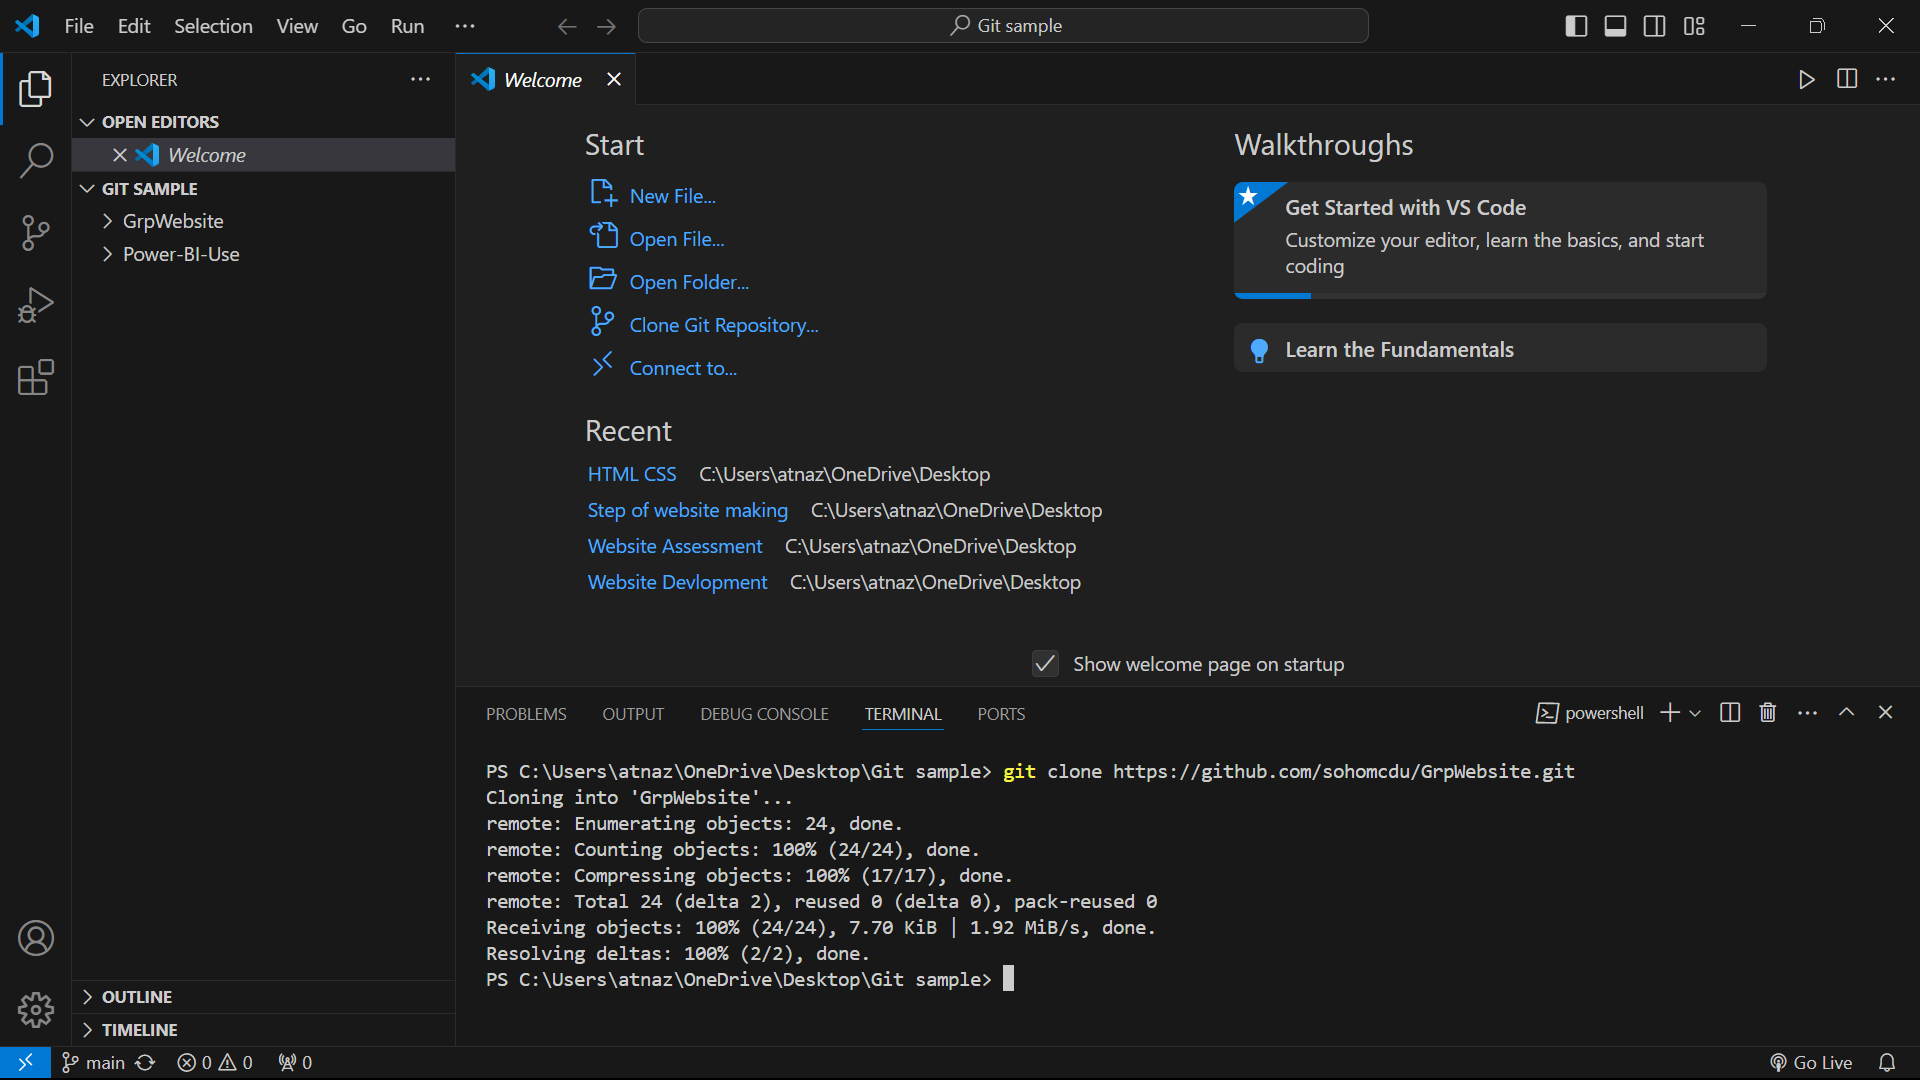 File Edit Selection View Go Run ···
Git sample
EXPLORER ···
OPEN EDITORS
Welcome
GIT SAMPLE
GrpWebsite
Power-BI-Use
OUTLINE
TIMELINE
Welcome
Start
New File...
Open File...
Open Folder...
Clone Git Repository...
Connect to...
Recent
HTML CSS C:\Users\atnaz\OneDrive\Desktop
Step of website making C:\Users\atnaz\OneDrive\Desktop
Website Assessment C:\Users\atnaz\OneDrive\Desktop
Website Devlopment C:\Users\atnaz\OneDrive\Desktop
Walkthroughs
Get Started with VS Code
Customize your editor, learn the basics, and start
coding
Learn the Fundamentals
Show welcome page on startup
PROBLEMS OUTPUT DEBUG CONSOLE TERMINAL PORTS
powershell
PS C:\Users\atnaz\OneDrive\Desktop\Git sample> git clone https://github.com/sohomcdu/GrpWebsite.git
Cloning into 'GrpWebsite'...
remote: Enumerating objects: 24, done.
remote: Counting objects: 100% (24/24), done.
remote: Compressing objects: 100% (17/17), done.
remote: Total 24 (delta 2), reused 0 (delta 0), pack-reused 0
Receiving objects: 100% (24/24), 7.70 KiB | 1.92 MiB/s, done.
Resolving deltas: 100% (2/2), done.
PS C:\Users\atnaz\OneDrive\Desktop\Git sample>
main 0 0 0
Go Live